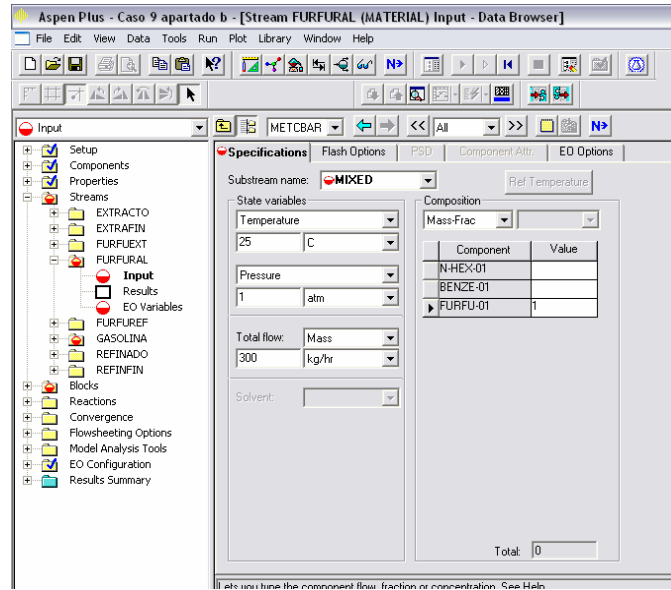 Aspen Plus - Caso 9 apartado b - [Stream FURFURAL (MATERIAL) Input - Data Browser]
File Edit View Data Tools Run Plot Library Window Help
N>
Input
METCBAR
<< All >>
N>
Setup
Components
Properties
Streams
EXTRACTO
EXTRAFIN
FURFUEXT
FURFURAL
Input
Results
EO Variables
FURFUREF
GASOLINA
REFINADO
REFINFIN
Blocks
Reactions
Convergence
Flowsheeting Options
Model Analysis Tools
EO Configuration
Results Summary
Specifications Flash Options PSD Component Attr. EO Options
Substream name: MIXED Ref Temperature
State variables
Temperature
25 C
Pressure
1 atm
Total flow: Mass
300 kg/hr
Solvent:
Composition
Mass-Frac
Component Value
N-HEX-01
BENZE-01
FURFU-01 1
Total: 0
Lets you type the component flow, fraction or concentration. See Help.